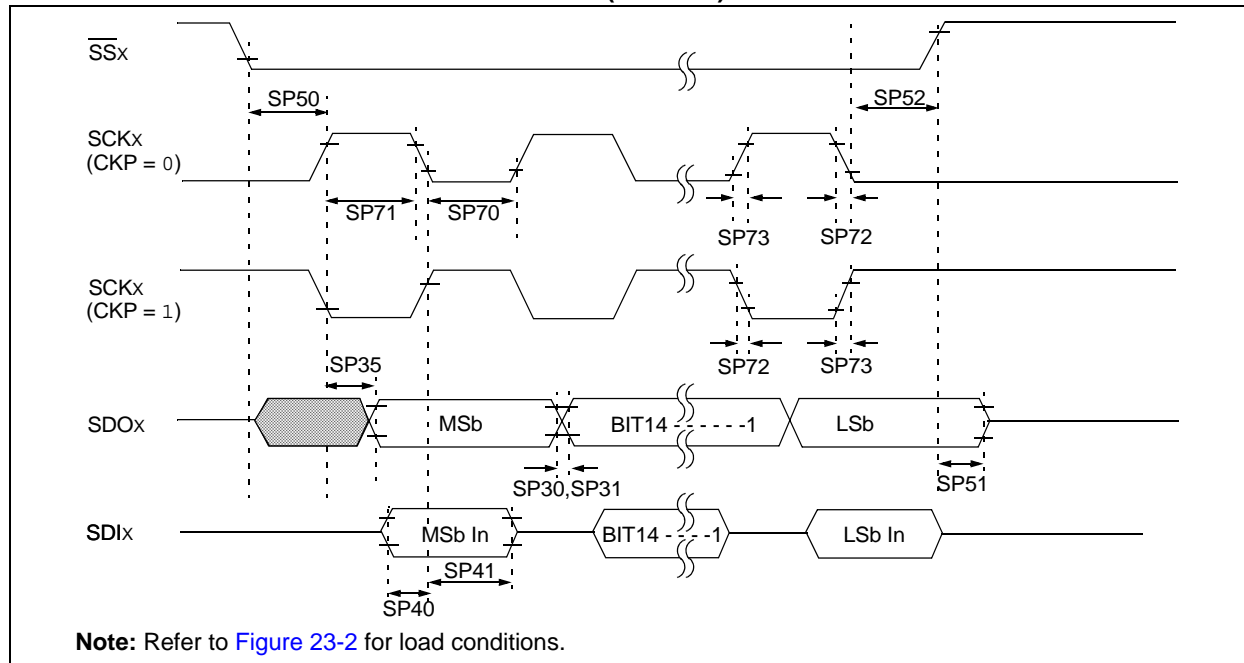 SSX
SP50
SP52
SCKX
(CKP = 0)
SP71
SP70
SP73
SP72
SCKX
(CKP = 1)
SP35
SP72
SP73
SDOX
MSb
BIT14 - - - - - -1
LSb
SP30,SP31
SP51
SDIX
MSb In
BIT14 - - - -1
LSb In
SP41
SP40
Note: Refer to Figure 23-2 for load conditions.